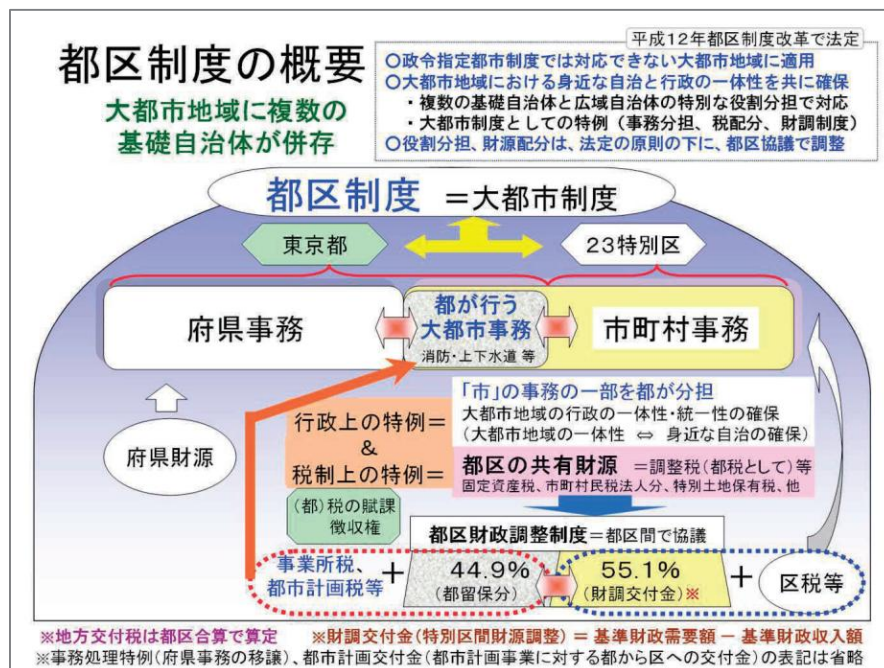 都区制度の概要
大都市地域に複数の
基礎自治体が併存
平成12年都区制度改革で法定
○政令指定都市制度では対応できない大都市地域に適用
○大都市地域における身近な自治と行政の一体性を共に確保
・複数の基礎自治体と広域自治体の特別な役割分担で対応
・大都市制度としての特例（事務分担、税配分、財調制度）
○役割分担、財源配分は、法定の原則の下に、都区協議で調整
都区制度 ＝大都市制度
東京都
23特別区
府県事務
都が行う
大都市事務
消防・上下水道 等
市町村事務
府県財源
行政上の特例＝
&
税制上の特例＝
「市」の事務の一部を都が分担
大都市地域の行政の一体性・統一性の確保
（大都市地域の一体性 ⇔ 身近な自治の確保）
都区の共有財源 ＝調整税（都税として）等
固定資産税、市町村民税法人分、特別土地保有税、他
（都）税の賦課
徴収権
都区財政調整制度＝都区間で協議
事業所税、
都市計画税等
+
44.9%
（都留保分）
55.1%
（財調交付金）※
+
区税等
※地方交付税は都区合算で算定 ※財調交付金（特別区間財源調整）＝ 基準財政需要額 － 基準財政収入額
※事務処理特例（府県事務の移譲）、都市計画交付金（都市計画事業に対する都から区への交付金）の表記は省略